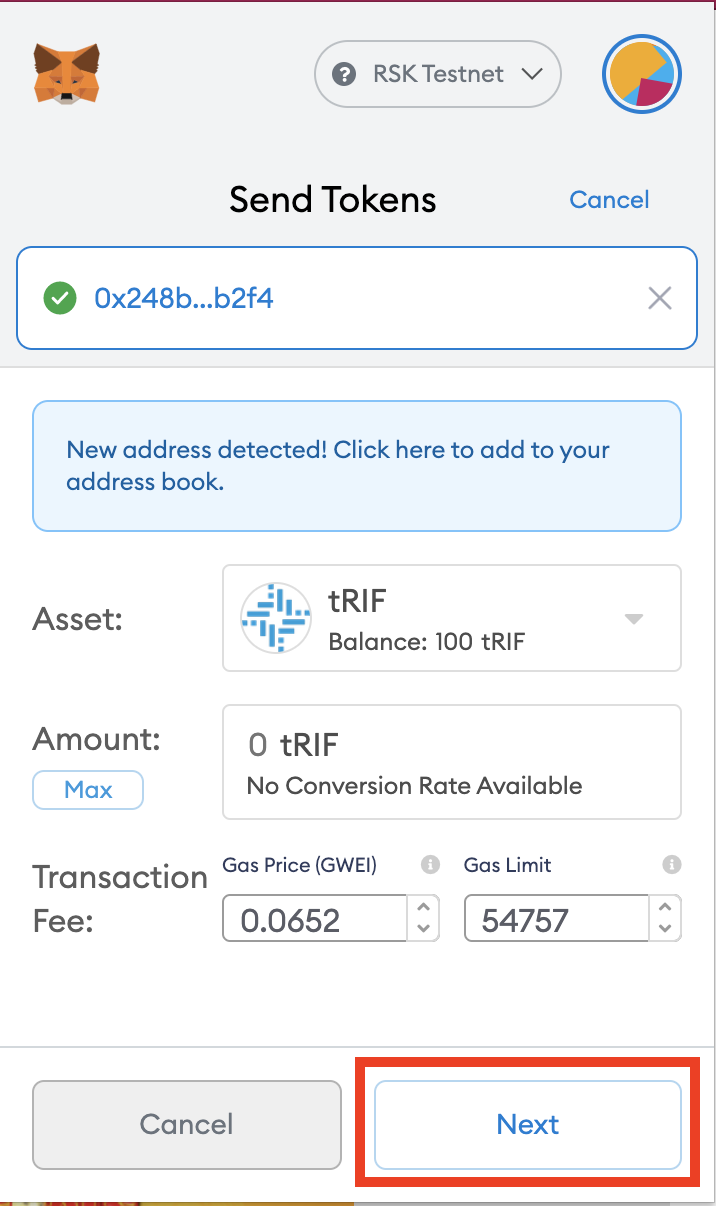 RSK Testnet
Send Tokens
Cancel
0x248b...b2f4
New address detected! Click here to add to your
address book.
Asset:
tRIF
Balance: 100 tRIF
Amount:
Max
0 tRIF
No Conversion Rate Available
Transaction
Fee:
Gas Price (GWEI)
0.0652
Gas Limit
54757
Cancel
Next